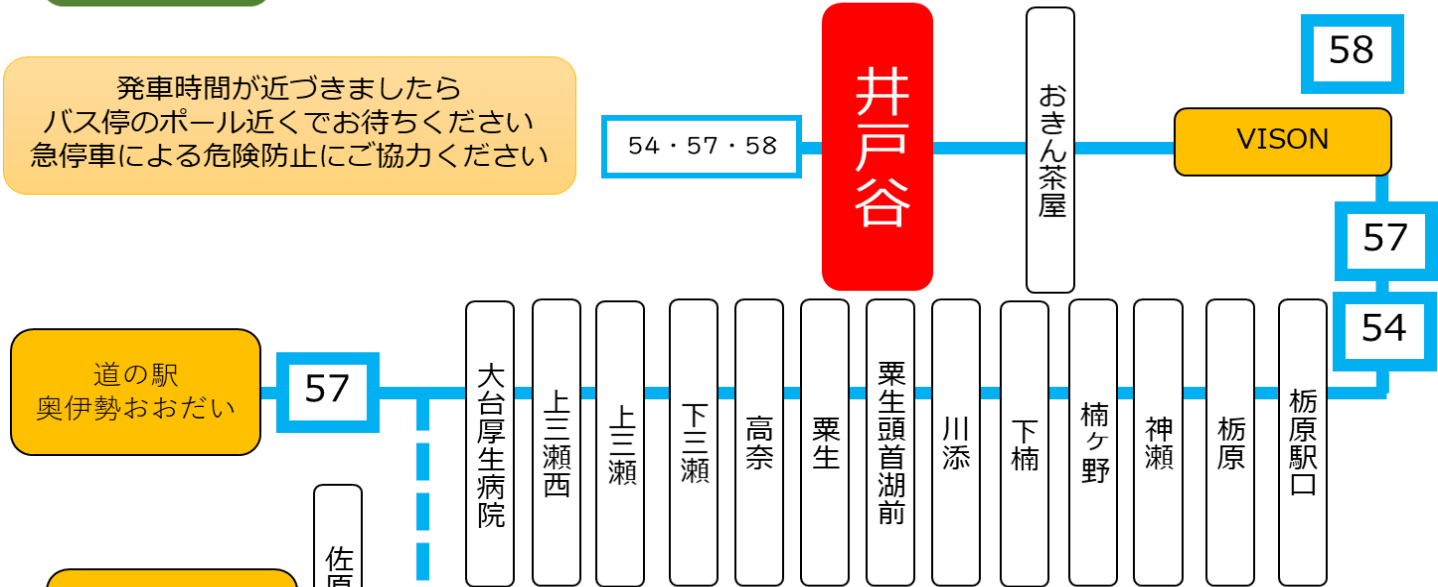 発車時間が近づきましたら
バス停のポール近くでお待ちください
急停車による危険防止にご協力ください
54・57・58
井戸谷
おきん茶屋
VISON
58
57
54
道の駅
奥伊勢おおだい
57
大台厚生病院
上三瀬西
上三瀬
下三瀬
高奈
粟生
粟生頭首湖前
川添
下楠
楠ヶ野
神瀬
栃原
栃原駅口
佐原